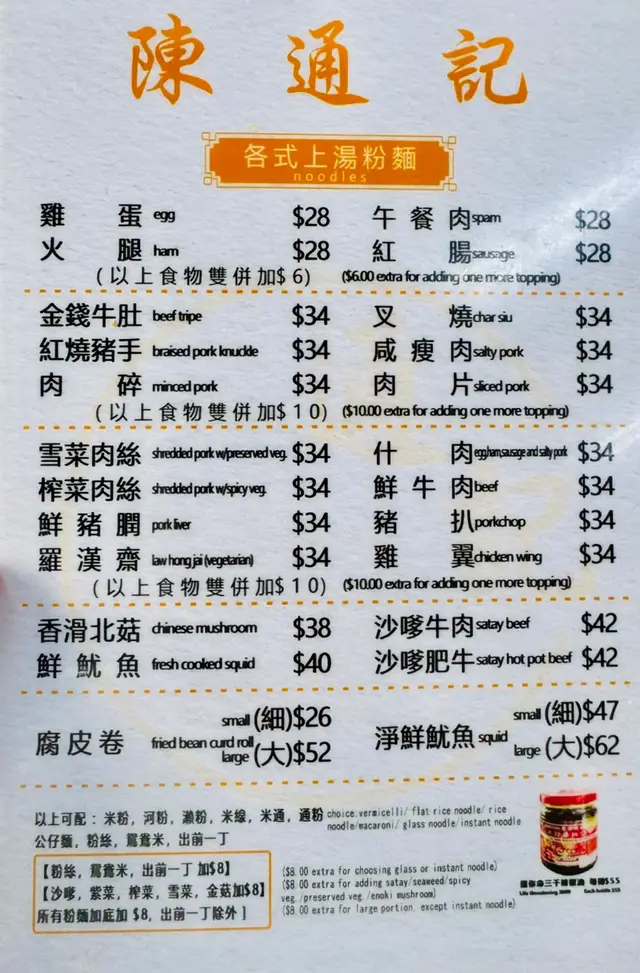 陳通記
各式上湯粉麵
noodles
雞蛋 egg $28 午餐肉 spam $28
火腿 ham $28 紅腸 sausage $28
(以上食物雙併加$6) ($6.00 extra for adding one more topping)
金錢牛肚 beef tripe $34 叉燒 char siu $34
紅燒豬手 braised pork knuckle $34 咸瘦肉 salty pork $34
肉碎 minced pork $34 肉片 sliced pork $34
(以上食物雙併加$10) ($10.00 extra for adding one more topping)
雪菜肉絲 shredded pork w/preserved veg. $34 什肉 egg,ham,sausage and salty pork $34
榨菜肉絲 shredded pork w/spicy veg. $34 鮮牛肉 beef $34
鮮豬膶 pork liver $34 豬扒 porkchop $34
羅漢齋 law hong jai (vegetarian) $34 雞翼 chicken wing $34
(以上食物雙併加$10) ($10.00 extra for adding one more topping)
香滑北菇 chinese mushroom $38 沙嗲牛肉 satay beef $42
鮮魷魚 fresh cooked squid $40 沙嗲肥牛 satay hot pot beef $42
腐皮卷 fried bean curd roll small (細)$26 淨鮮魷魚 squid small (細)$47
large (大)$52 large (大)$62
以上可配：米粉，河粉，瀨粉，米線，米通，通粉 choice:vermicelli/ flat rice noodle/ rice
公仔麵，粉絲，鴛鴦米，出前一丁 noodle/macaroni/ glass noodle/instant noodle
【粉絲，鴛鴦米，出前一丁 加$8】 ($8.00 extra for choosing glass or instant noodle)
【沙嗲，紫菜，榨菜，雪菜，金菇加$8】 ($8.00 extra for adding satay/seaweed/spicy
veg./preserved veg /enoki mushroom)
所有粉麵加底加 $8，出前一丁除外】 ($8.00 extra for large portion, except instant noodle)
每樽$55
Each bottle $55